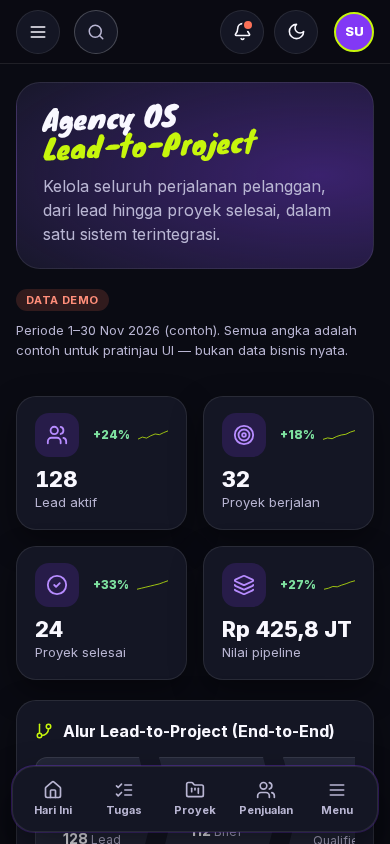 SU
Agency OS
Lead-to-Project
Kelola seluruh perjalanan pelanggan,
dari lead hingga proyek selesai, dalam
satu sistem terintegrasi.
DATA DEMO
Periode 1–30 Nov 2026 (contoh). Semua angka adalah
contoh untuk pratinjau UI — bukan data bisnis nyata.
+24%
128
Lead aktif
+18%
32
Proyek berjalan
+33%
24
Proyek selesai
+27%
Rp 425,8 JT
Nilai pipeline
Alur Lead-to-Project (End-to-End)
Hari Ini
Tugas
Proyek
Penjualan
Menu
128 Lead